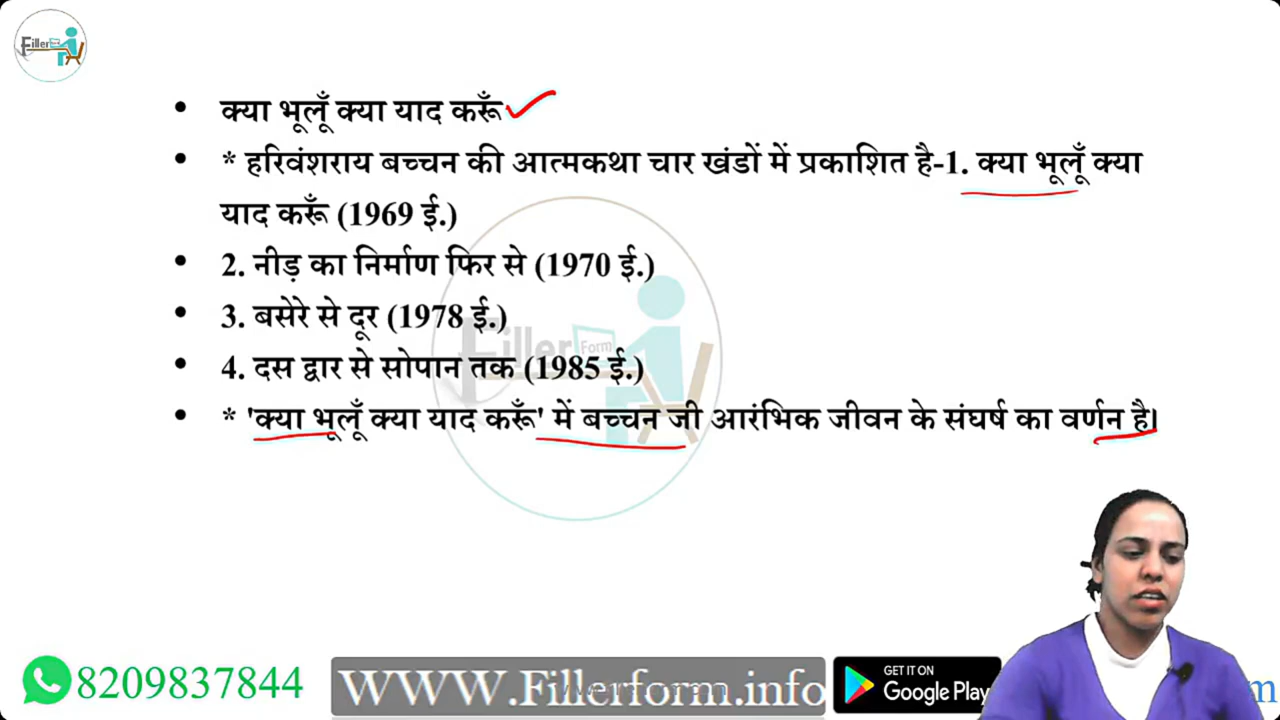 Filler
• क्या भूलूँ क्या याद करूँ
• * हरिवंशराय बच्चन की आत्मकथा चार खंडों में प्रकाशित है-1. क्या भूलूँ क्या
याद करूँ (1969 ई.)
• 2. नीड़ का निर्माण फिर से (1970 ई.)
• 3. बसेरे से दूर (1978 ई.)
Filler Form
• 4. दस द्वार से सोपान तक (1985 ई.)
• * 'क्या भूलूँ क्या याद करूँ' में बच्चन जी आरंभिक जीवन के संघर्ष का वर्णन है।
8209837844
WWW.Fillerform.info
GET IT ON
Google Play
m